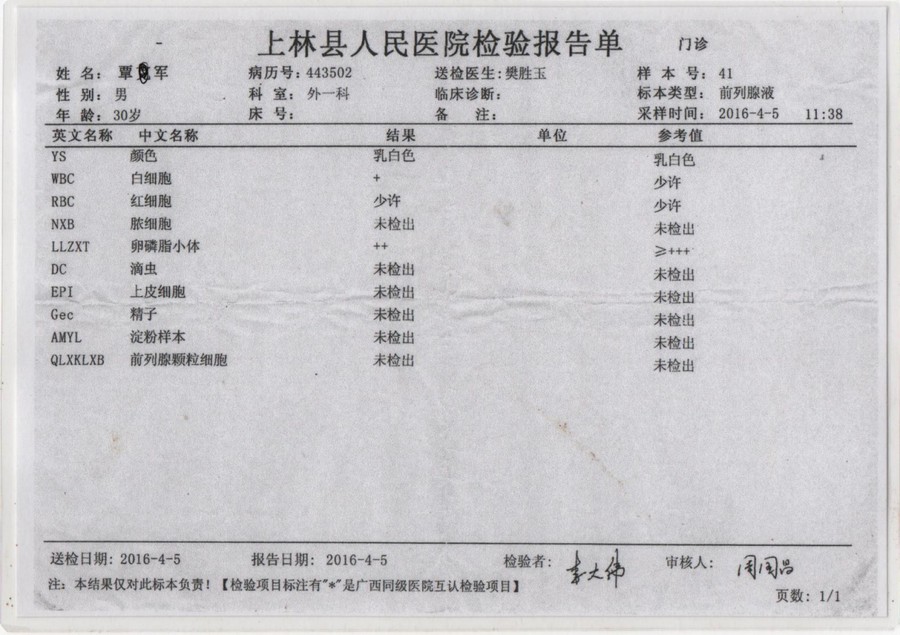 上林县人民医院检验报告单 门诊
姓 名: 覃 军 病历号: 443502 送检医生: 樊胜玉 样 本 号: 41
性 别: 男 科 室: 外一科 临床诊断: 标本类型: 前列腺液
年 龄: 30岁 床 号: 备 注: 采样时间: 2016-4-5 11:38
英文名称 中文名称 结果 单位 参考值
YS 颜色 乳白色 乳白色
WBC 白细胞 + 少许
RBC 红细胞 少许 少许
NXB 脓细胞 未检出 未检出
LLZXT 卵磷脂小体 ++ ≥+++
DC 滴虫 未检出 未检出
EPI 上皮细胞 未检出 未检出
Gec 精子 未检出 未检出
AMYL 淀粉样本 未检出 未检出
QLXKLXB 前列腺颗粒细胞 未检出 未检出
送检日期: 2016-4-5 报告日期: 2016-4-5 检验者: 李大伟 审核人:
注: 本结果仅对此标本负责!【检验项目标注有"*"是广西同级医院互认检验项目】
页数: 1/1